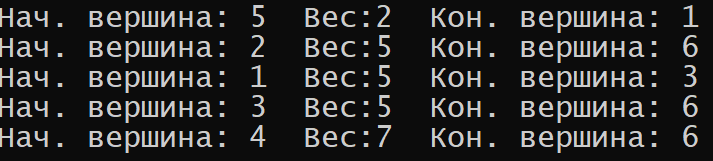 Нач. вершина: 5  Вес:2  Кон. вершина: 1
Нач. вершина: 2  Вес:5  Кон. вершина: 6
Нач. вершина: 1  Вес:5  Кон. вершина: 3
Нач. вершина: 3  Вес:5  Кон. вершина: 6
Нач. вершина: 4  Вес:7  Кон. вершина: 6